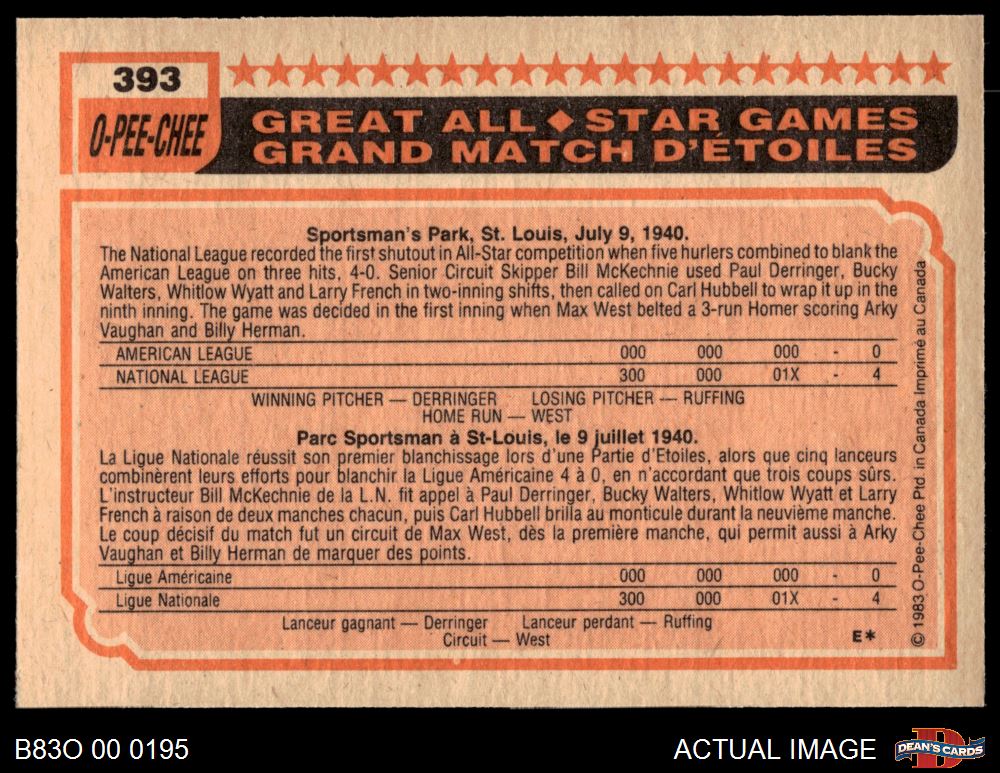 393
O-PEE-CHEE
GREAT ALL ◆ STAR GAMES
GRAND MATCH D'ÉTOILES
Sportsman's Park, St. Louis, July 9, 1940.
The National League recorded the first shutout in All-Star competition when five hurlers combined to blank the
American League on three hits, 4-0. Senior Circuit Skipper Bill McKechnie used Paul Derringer, Bucky
Walters, Whitlow Wyatt and Larry French in two-inning shifts, then called on Carl Hubbell to wrap it up in the
ninth inning. The game was decided in the first inning when Max West belted a 3-run Homer scoring Arky
Vaughan and Billy Herman.
AMERICAN LEAGUE 000 000 000 - 0
NATIONAL LEAGUE 300 000 01X - 4
WINNING PITCHER — DERRINGER LOSING PITCHER — RUFFING
HOME RUN — WEST
Parc Sportsman à St-Louis, le 9 juillet 1940.
La Ligue Nationale réussit son premier blanchissage lors d'une Partie d'Etoiles, alors que cinq lanceurs
combinèrent leurs efforts pour blanchir la Ligue Américaine 4 à 0, en n'accordant que trois coups sûrs.
L'instructeur Bill McKechnie de la L.N. fit appel à Paul Derringer, Bucky Walters, Whitlow Wyatt et Larry
French à raison de deux manches chacun, puis Carl Hubbell brilla au monticule durant la neuvième manche.
Le coup décisif du match fut un circuit de Max West, dès la première manche, qui permit aussi à Arky
Vaughan et Billy Herman de marquer des points.
Ligue Américaine 000 000 000 - 0
Ligue Nationale 300 000 01X - 4
Lanceur gagnant — Derringer Lanceur perdant — Ruffing
Circuit — West
E*
© 1983 O-Pee-Chee Ptd. in Canada Imprimé au Canada
B83O 00 0195
ACTUAL IMAGE
D
DEAN'S CARDS